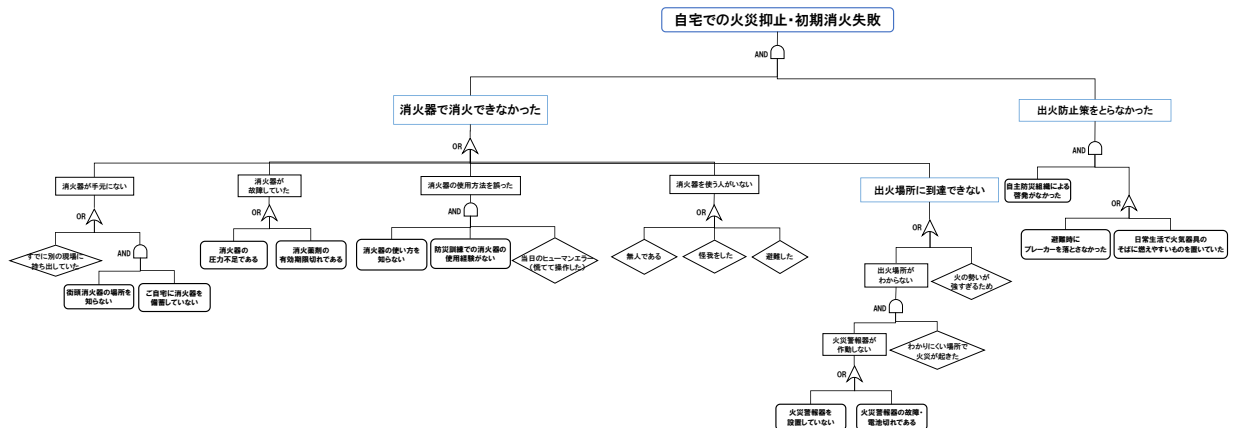 自宅での火災抑止・初期消火失敗
AND
消火器で消火できなかった
出火防止策をとらなかった
OR
AND
消火器が手元にない
消火器が
故障していた
消火器の使用方法を誤った
消火器を使う人がいない
出火場所に到達できない
自主防災組織による
啓発がなかった
OR
OR
AND
OR
OR
OR
すでに別の現場に
持ち出していた
AND
消火器の
圧力不足である
消火薬剤の
有効期限切れである
消火器の使い方を
知らない
防災訓練での消火器の
使用経験がない
当日のヒューマンエラー
(慌てて操作した)
無人である
怪我をした
避難した
避難時に
ブレーカーを落とさなかった
日常生活で火気器具の
そばに燃えやすいものを置いていた
街頭消火器の場所を
知らない
ご自宅に消火器を
備蓄していない
出火場所が
わからない
火の勢いが
強すぎるため
AND
火災警報器が
作動しない
わかりにくい場所で
火災が起きた
OR
火災警報器を
設置していない
火災警報器の故障・
電池切れである